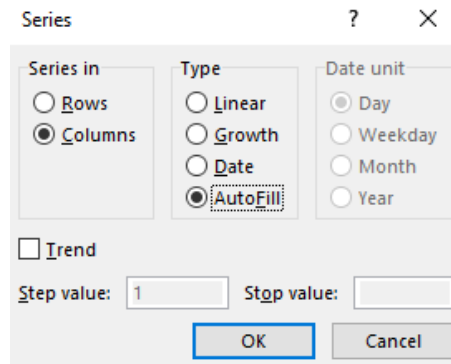 Series ? ×
Series in Type Date unit
Rows Linear Day
Columns Growth Weekday
Date Month
AutoFill Year
Trend
Step value: 1 Stop value:
OK Cancel